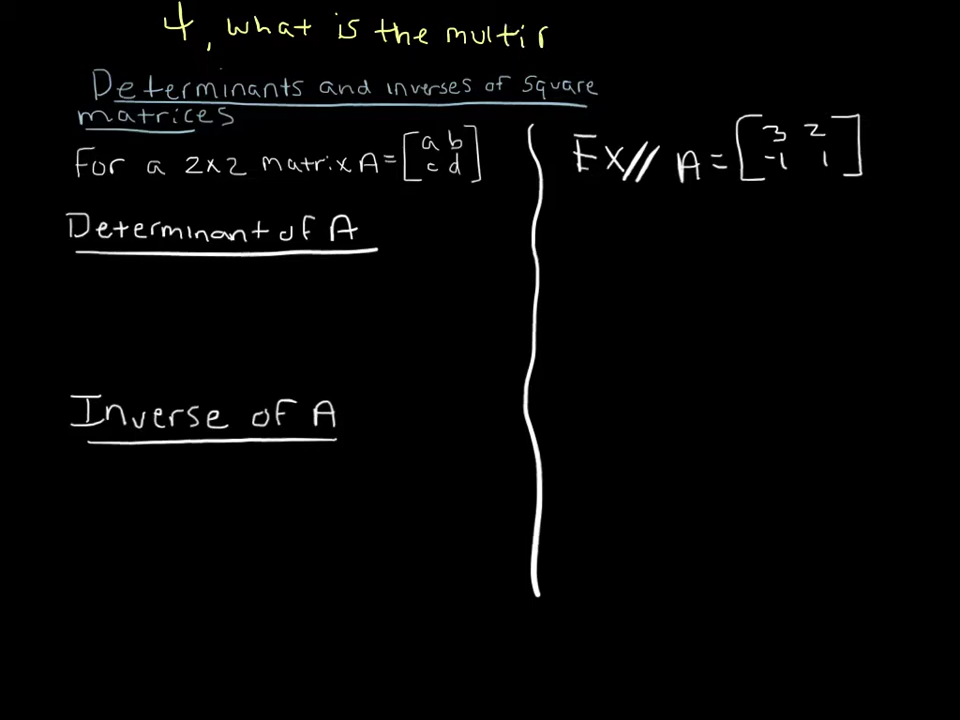 4, what is the multir
Determinants and inverses of square
matrices
For a 2x2 matrix A = [a b
c d]
Determinant of A
Inverse of A
Ex// A = [3 2
-1 1]